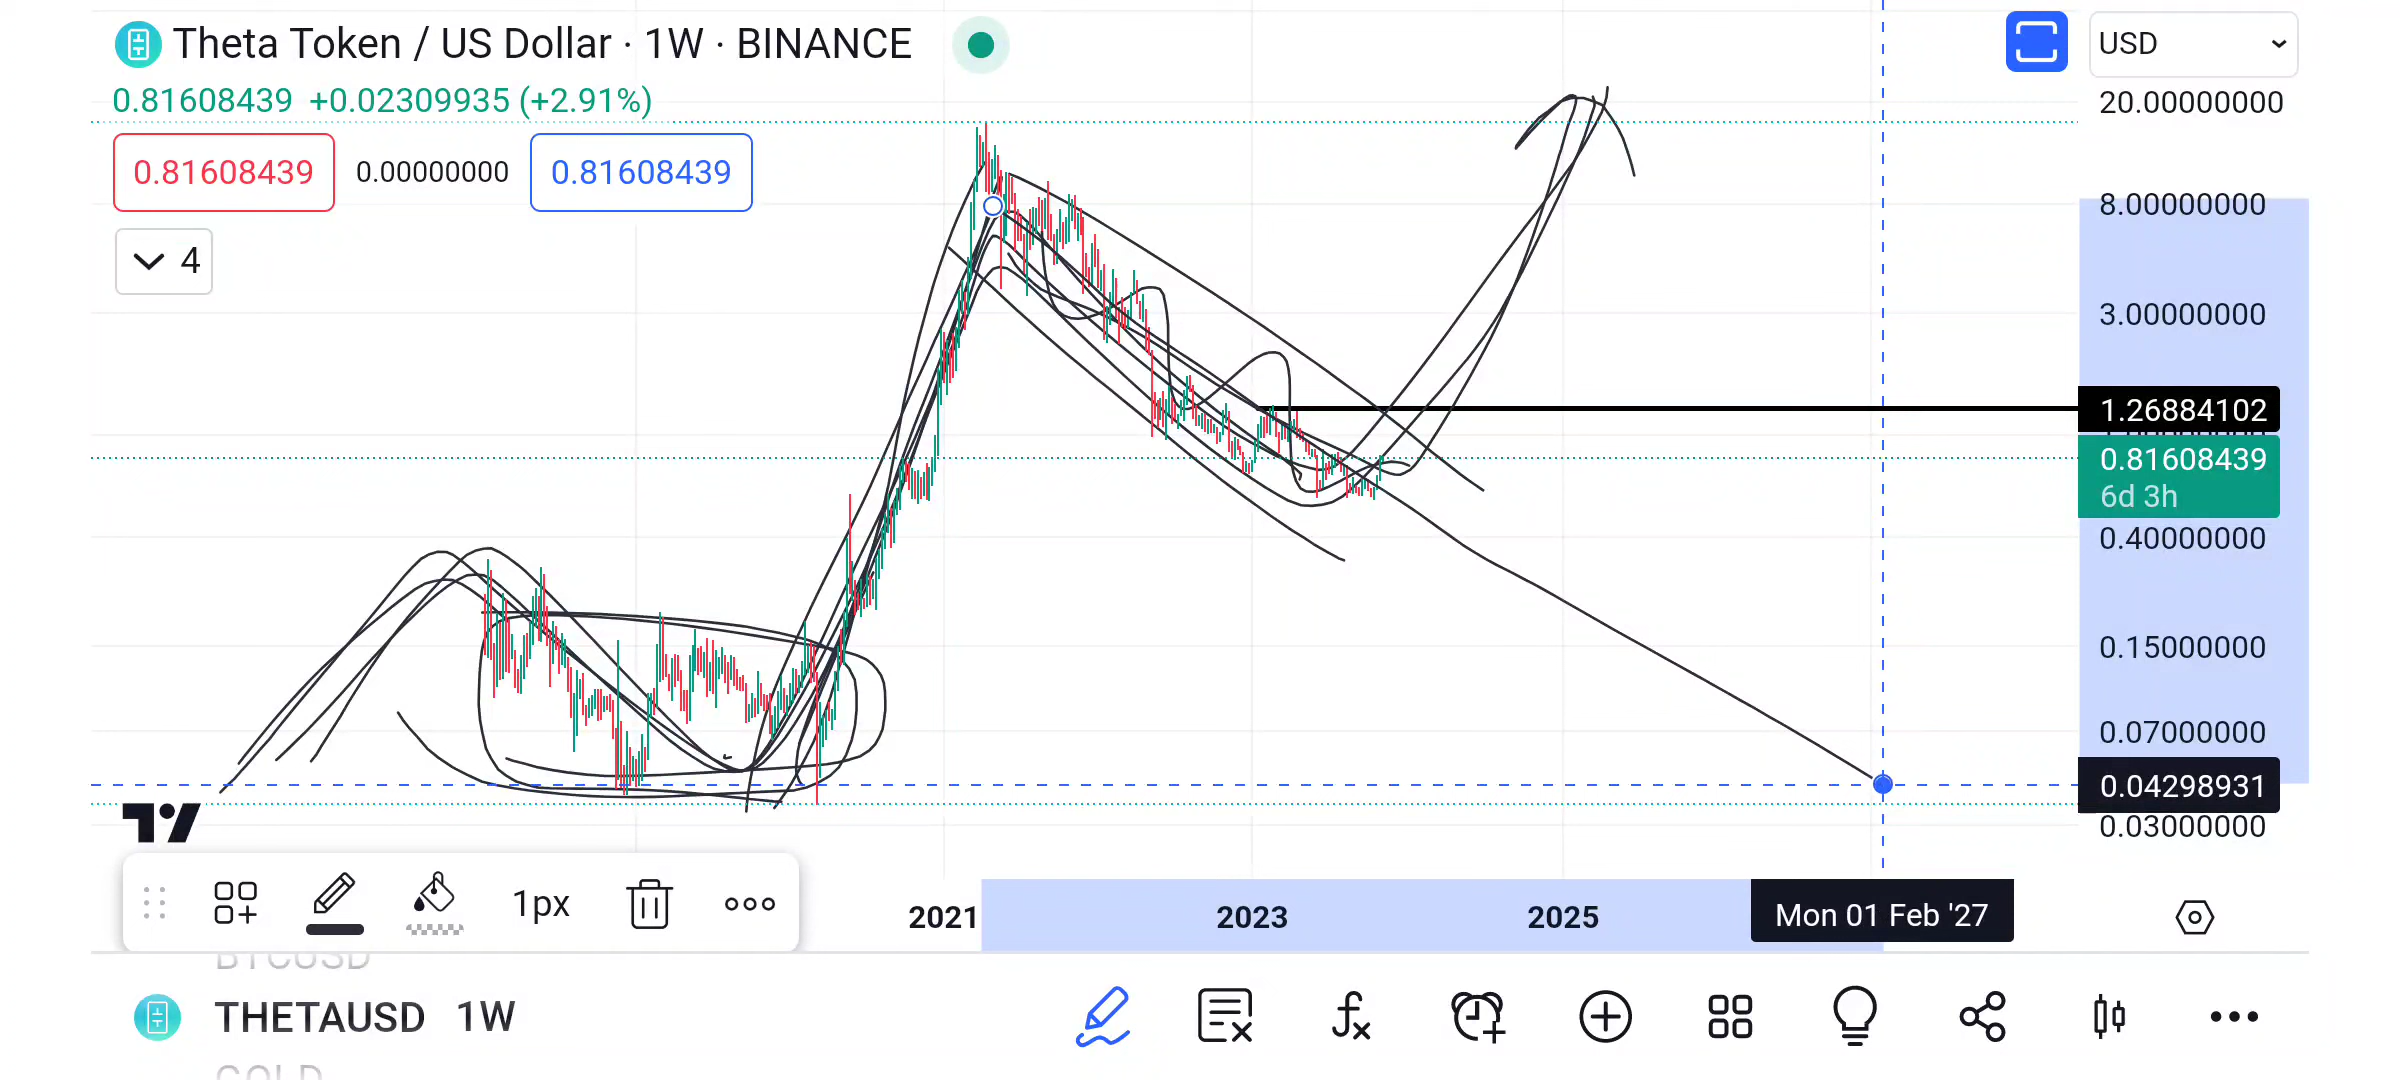 Theta Token / US Dollar · 1W · BINANCE
USD
0.81608439 +0.02309935 (+2.91%)
20.00000000
0.81608439 0.00000000 0.81608439
8.00000000
4
3.00000000
1.26884102
0.81608439
6d 3h
0.40000000
0.15000000
0.07000000
0.04298931
0.03000000
1px
2021 2023 2025 Mon 01 Feb '27
BTCUSD
THETAUSD 1W
GOLD